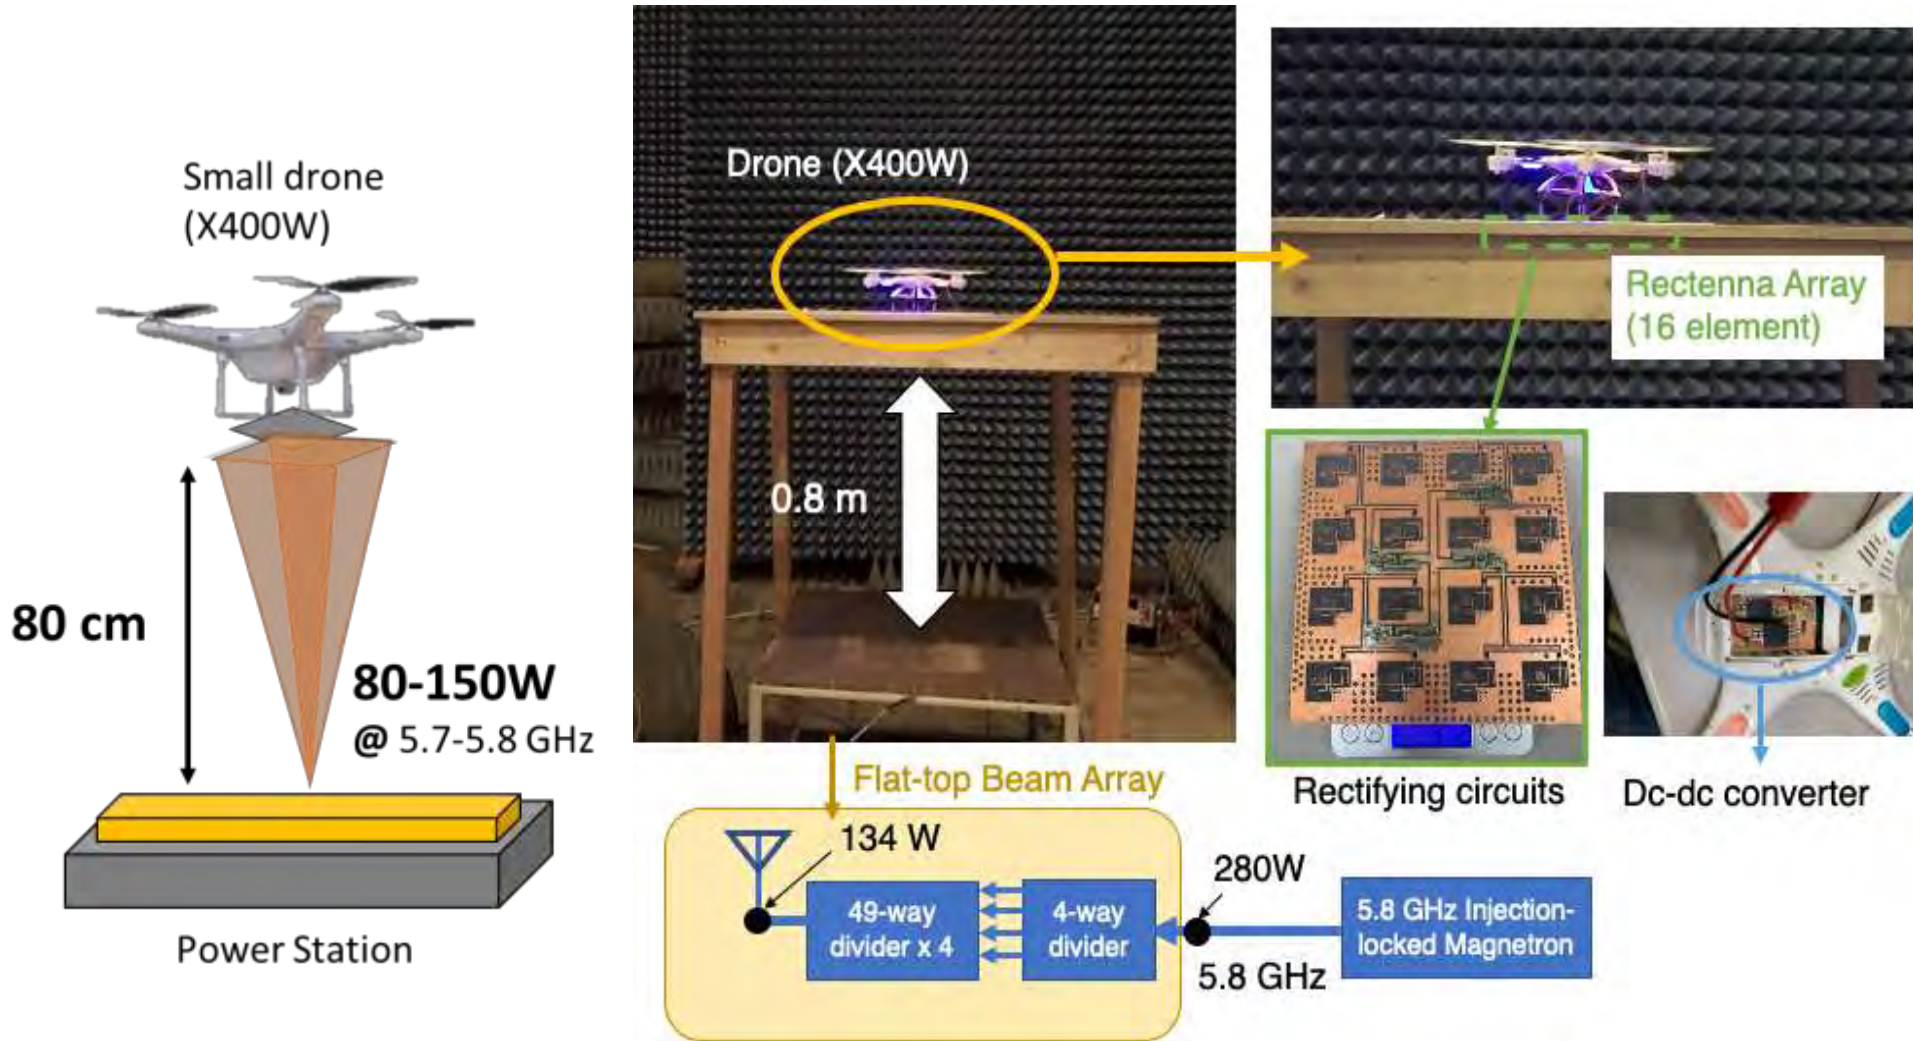 Small drone
(X400W)
80 cm
80-150W
@ 5.7-5.8 GHz
Power Station
Drone (X400W)
0.8 m
Rectenna Array
(16 element)
Rectifying circuits
Dc-dc converter
Flat-top Beam Array
134 W
49-way
divider x 4
4-way
divider
280W
5.8 GHz
5.8 GHz Injection-
locked Magnetron